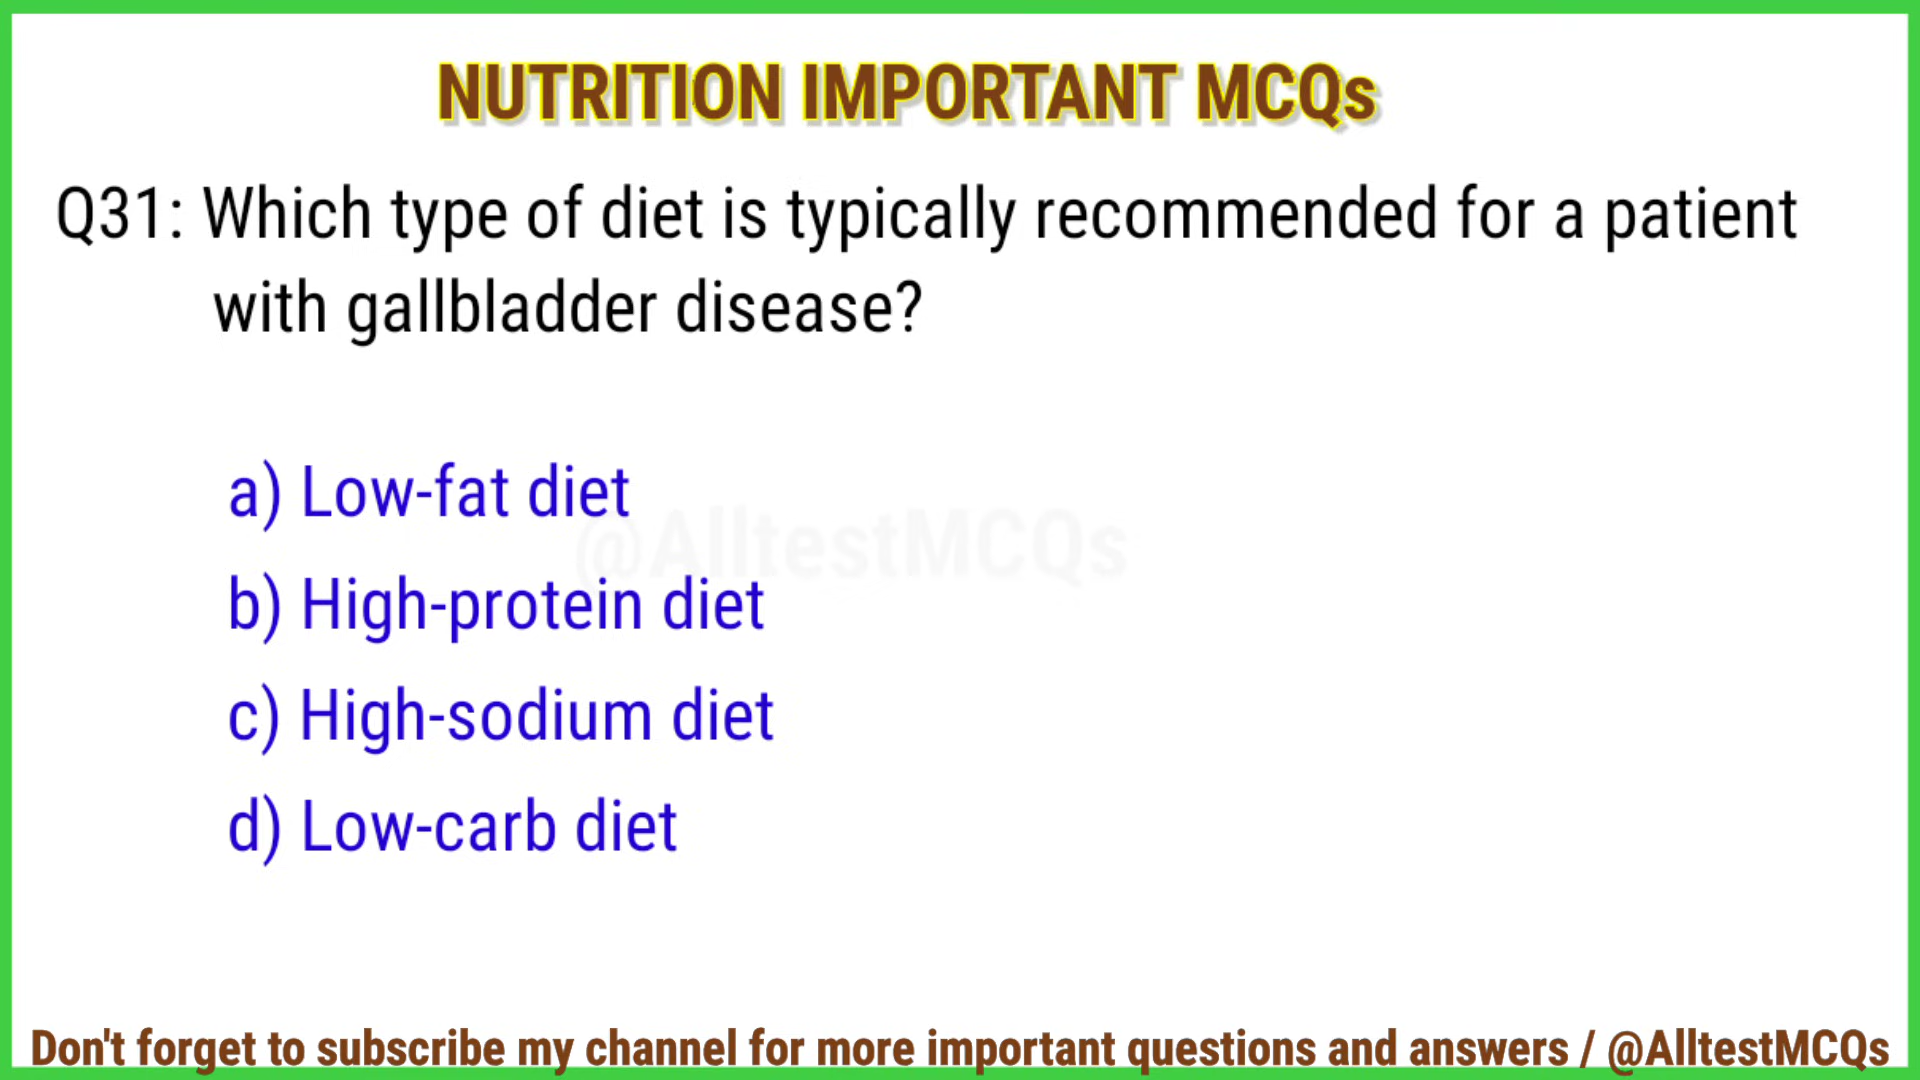 NUTRITION IMPORTANT MCQs
Q31: Which type of diet is typically recommended for a patient
with gallbladder disease?
a) Low-fat diet
@AlltestMCQs
b) High-protein diet
c) High-sodium diet
d) Low-carb diet
Don't forget to subscribe my channel for more important questions and answers / @AlltestMCQs